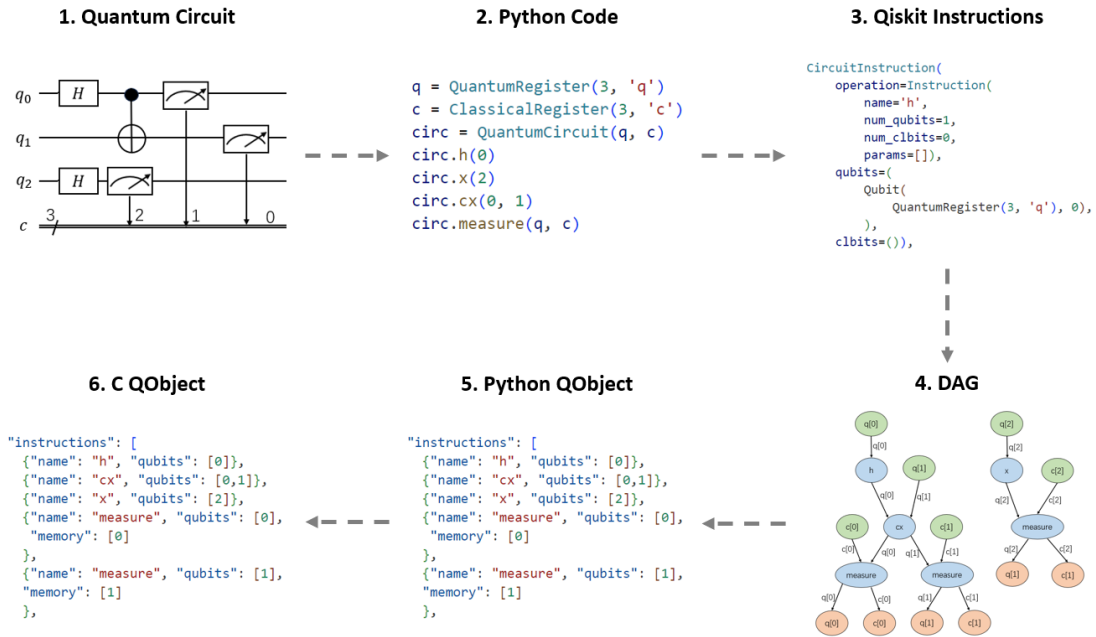 1. Quantum Circuit
q₀ H
q₁
q₂ H
c 3 2 1 0
2. Python Code
q = QuantumRegister(3, 'q')
c = ClassicalRegister(3, 'c')
circ = QuantumCircuit(q, c)
circ.h(0)
circ.x(2)
circ.cx(0, 1)
circ.measure(q, c)
3. Qiskit Instructions
CircuitInstruction(
operation=Instruction(
name='h',
num_qubits=1,
num_clbits=0,
params=[]),
qubits=(
Qubit(
QuantumRegister(3, 'q'), 0),
),
clbits=()),
4. DAG
q[0] q[2]
q[0] q[2]
h q[1] x c[2]
q[0] q[1] q[2] c[2]
c[0] cx c[1] measure
c[0] q[0] q[1] c[1] q[2] c[2]
measure measure q[1] c[1]
q[0] c[0] q[1] c[1]
q[0] c[0] q[1] c[1]
5. Python QObject
"instructions": [
{"name": "h", "qubits": [0]},
{"name": "cx", "qubits": [0,1]},
{"name": "x", "qubits": [2]},
{"name": "measure", "qubits": [0],
"memory": [0]
},
{"name": "measure", "qubits": [1],
"memory": [1]
},
6. C QObject
"instructions": [
{"name": "h", "qubits": [0]},
{"name": "cx", "qubits": [0,1]},
{"name": "x", "qubits": [2]},
{"name": "measure", "qubits": [0],
"memory": [0]
},
{"name": "measure", "qubits": [1],
"memory": [1]
},